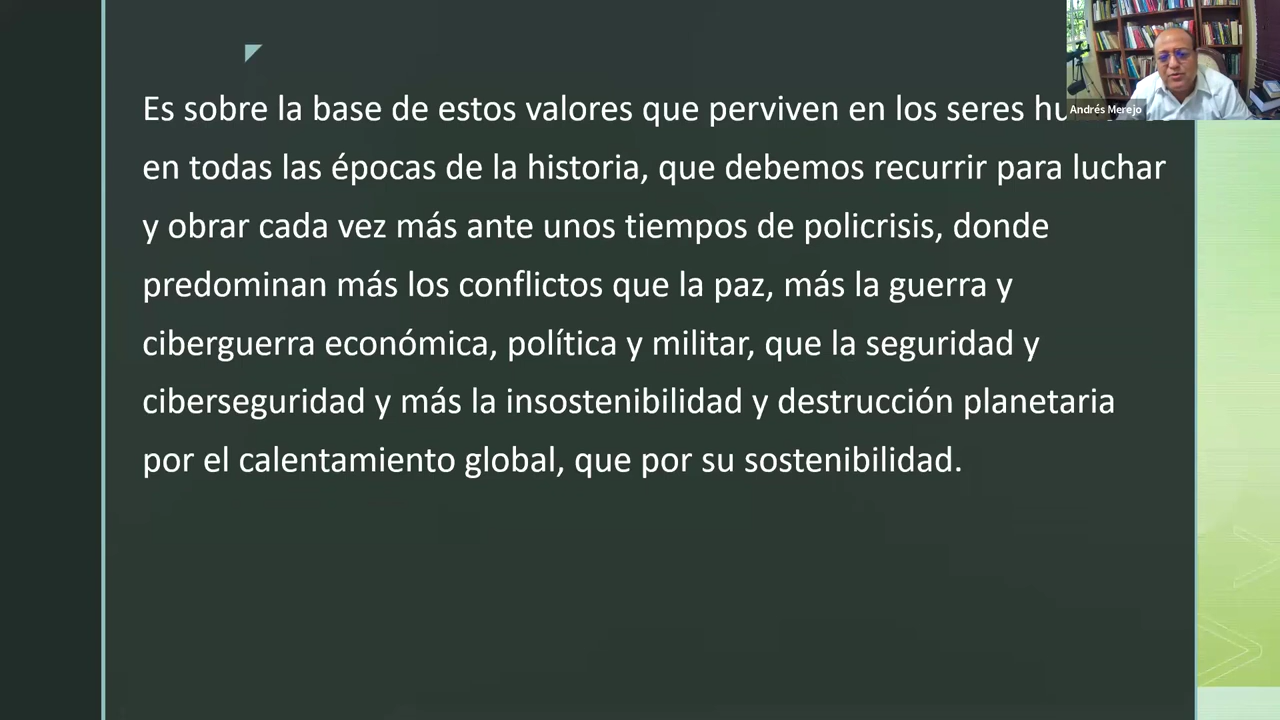 Es sobre la base de estos valores que perviven en los seres
en todas las épocas de la historia, que debemos recurrir para luchar
y obrar cada vez más ante unos tiempos de policrisis, donde
predominan más los conflictos que la paz, más la guerra y
ciberguerra económica, política y militar, que la seguridad y
ciberseguridad y más la insostenibilidad y destrucción planetaria
por el calentamiento global, que por su sostenibilidad.
Andrés Merejo